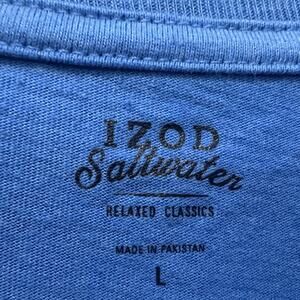 IZOD
Saltwater
RELAXED CLASSICS
MADE IN PAKISTAN
L